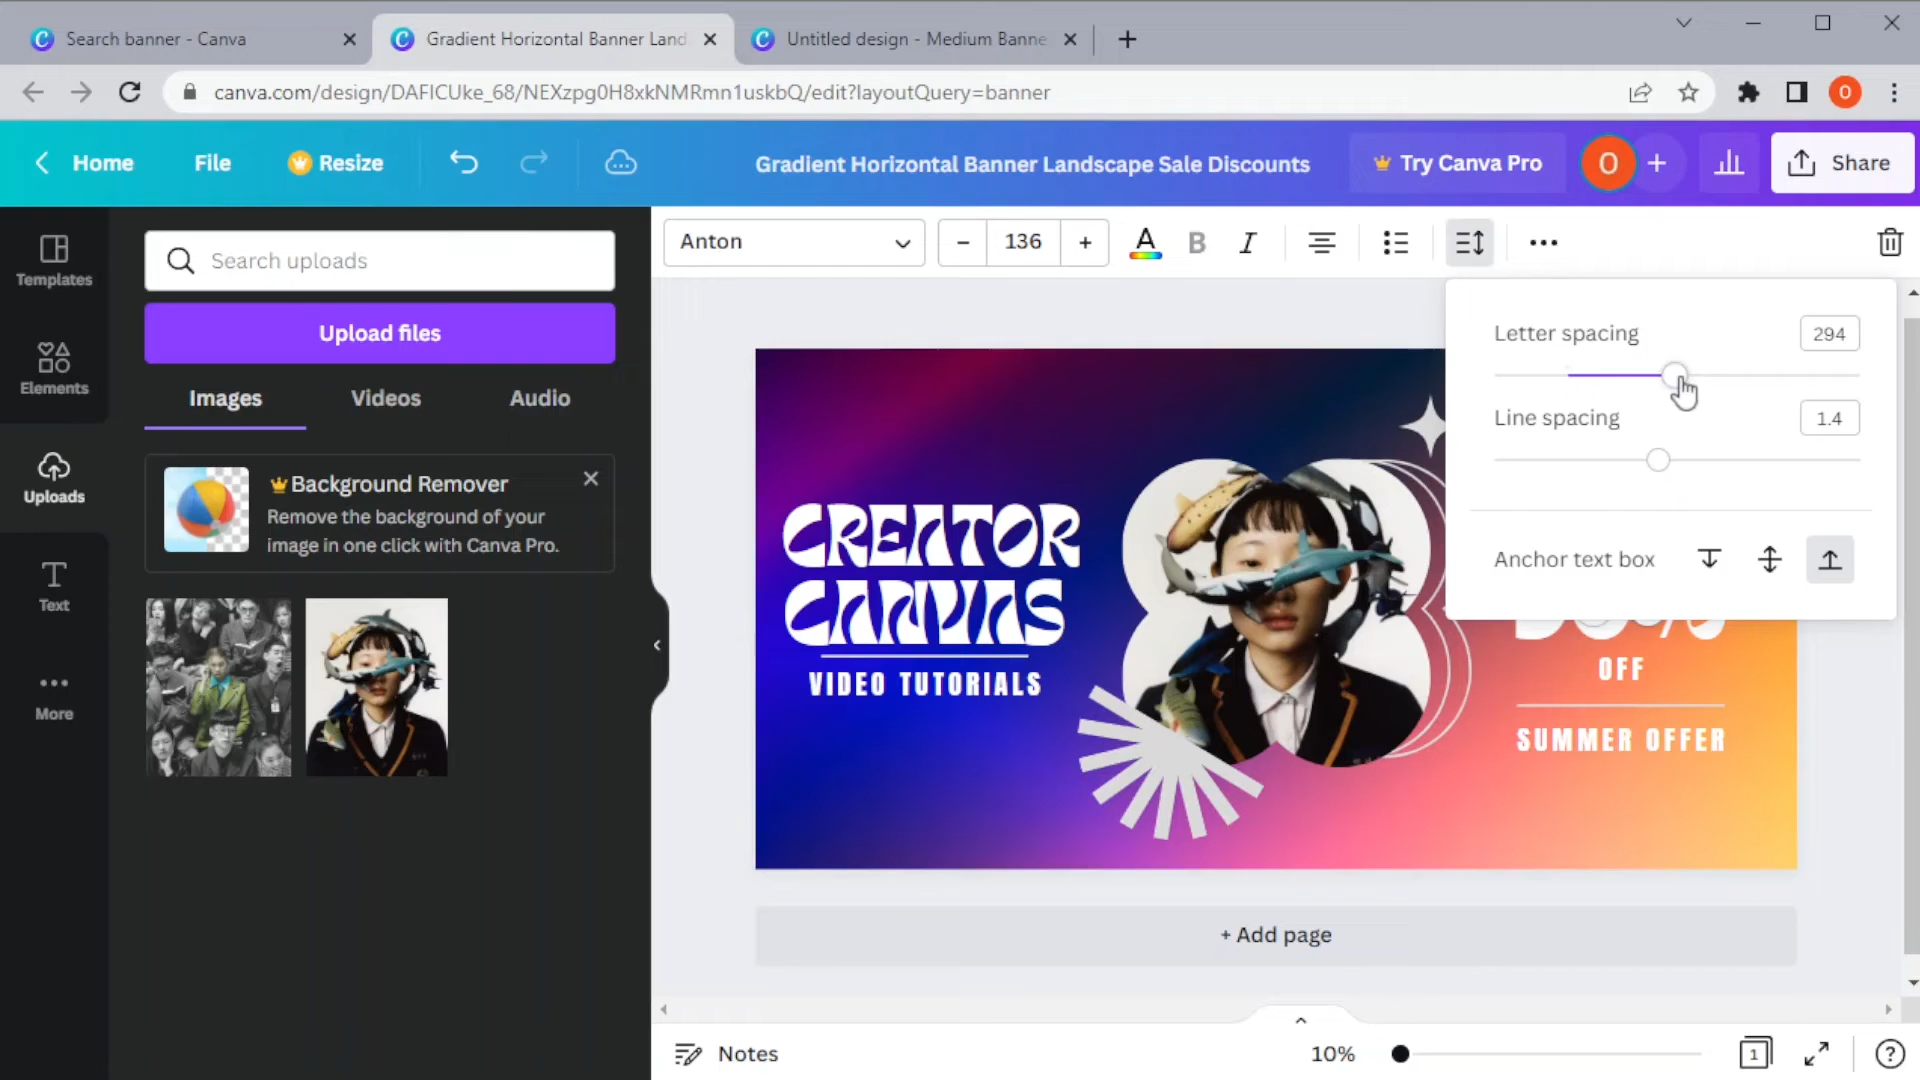 Search banner - Canva
Gradient Horizontal Banner Land
Untitled design - Medium Banne
canva.com/design/DAFICUke_68/NEXzpg0H8xkNMRmn1uskbQ/edit?layoutQuery=banner
O
Home
File
Resize
Gradient Horizontal Banner Landscape Sale Discounts
Try Canva Pro
O
+
Share
Templates
Elements
Uploads
Text
More
Search uploads
Upload files
Images
Videos
Audio
Background Remover
Remove the background of your
image in one click with Canva Pro.
Anton
– 136 +
A
B
I
Letter spacing
294
Line spacing
1.4
Anchor text box
CREATOR
CANVAS
VIDEO TUTORIALS
OFF
SUMMER OFFER
+ Add page
Notes
10%
1
?